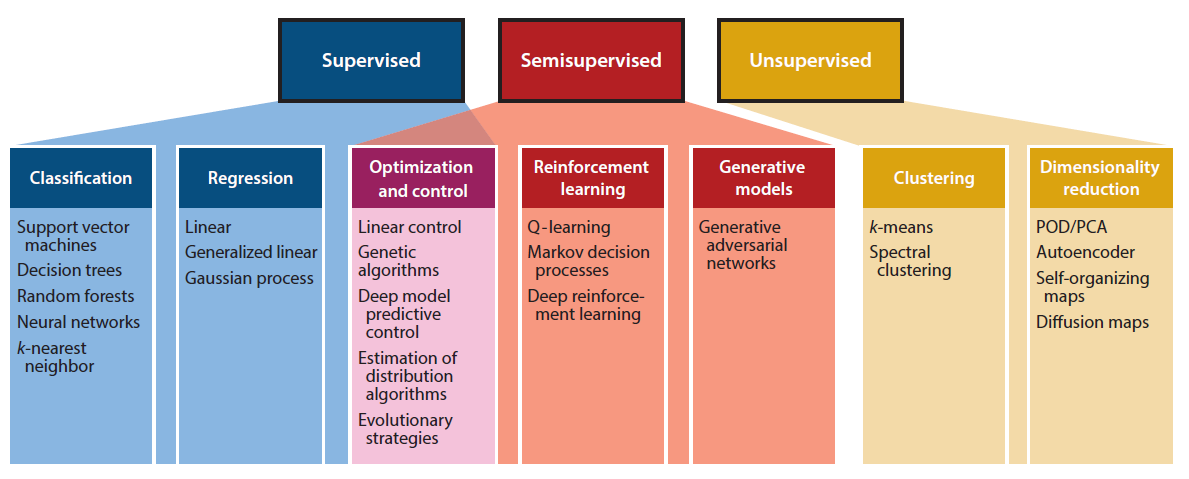 Supervised
Semisupervised
Unsupervised
Classification
Support vector
machines
Decision trees
Random forests
Neural networks
k-nearest
neighbor
Regression
Linear
Generalized linear
Gaussian process
Optimization
and control
Linear control
Genetic
algorithms
Deep model
predictive
control
Estimation of
distribution
algorithms
Evolutionary
strategies
Reinforcement
learning
Q-learning
Markov decision
processes
Deep reinforce-
ment learning
Generative
models
Generative
adversarial
networks
Clustering
k-means
Spectral
clustering
Dimensionality
reduction
POD/PCA
Autoencoder
Self-organizing
maps
Diffusion maps